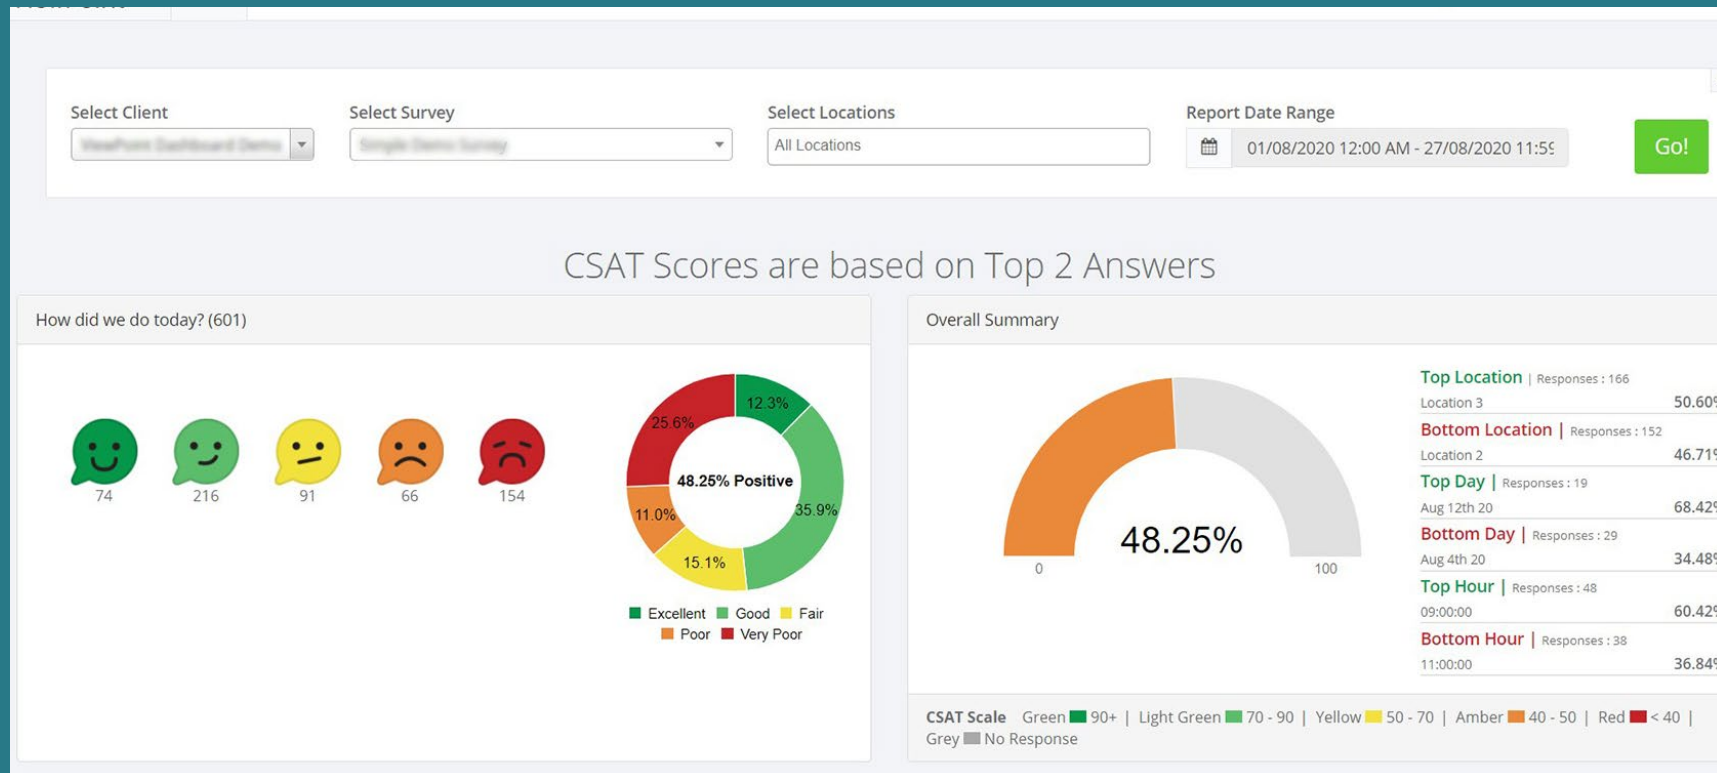 Select Client
Select Survey
Select Locations
Report Date Range
All Locations
01/08/2020 12:00 AM - 27/08/2020 11:59
Go!
CSAT Scores are based on Top 2 Answers
How did we do today? (601)
74
216
91
66
154
12.3%
25.6%
48.25% Positive
35.9%
11.0%
15.1%
Excellent Good Fair
Poor Very Poor
Overall Summary
48.25%
0
100
Top Location | Responses : 166
Location 3 50.60%
Bottom Location | Responses : 152
Location 2 46.71%
Top Day | Responses : 19
Aug 12th 20 68.42%
Bottom Day | Responses : 29
Aug 4th 20 34.48%
Top Hour | Responses : 48
09:00:00 60.42%
Bottom Hour | Responses : 38
11:00:00 36.84%
CSAT Scale Green 90+ | Light Green 70 - 90 | Yellow 50 - 70 | Amber 40 - 50 | Red < 40 |
Grey No Response